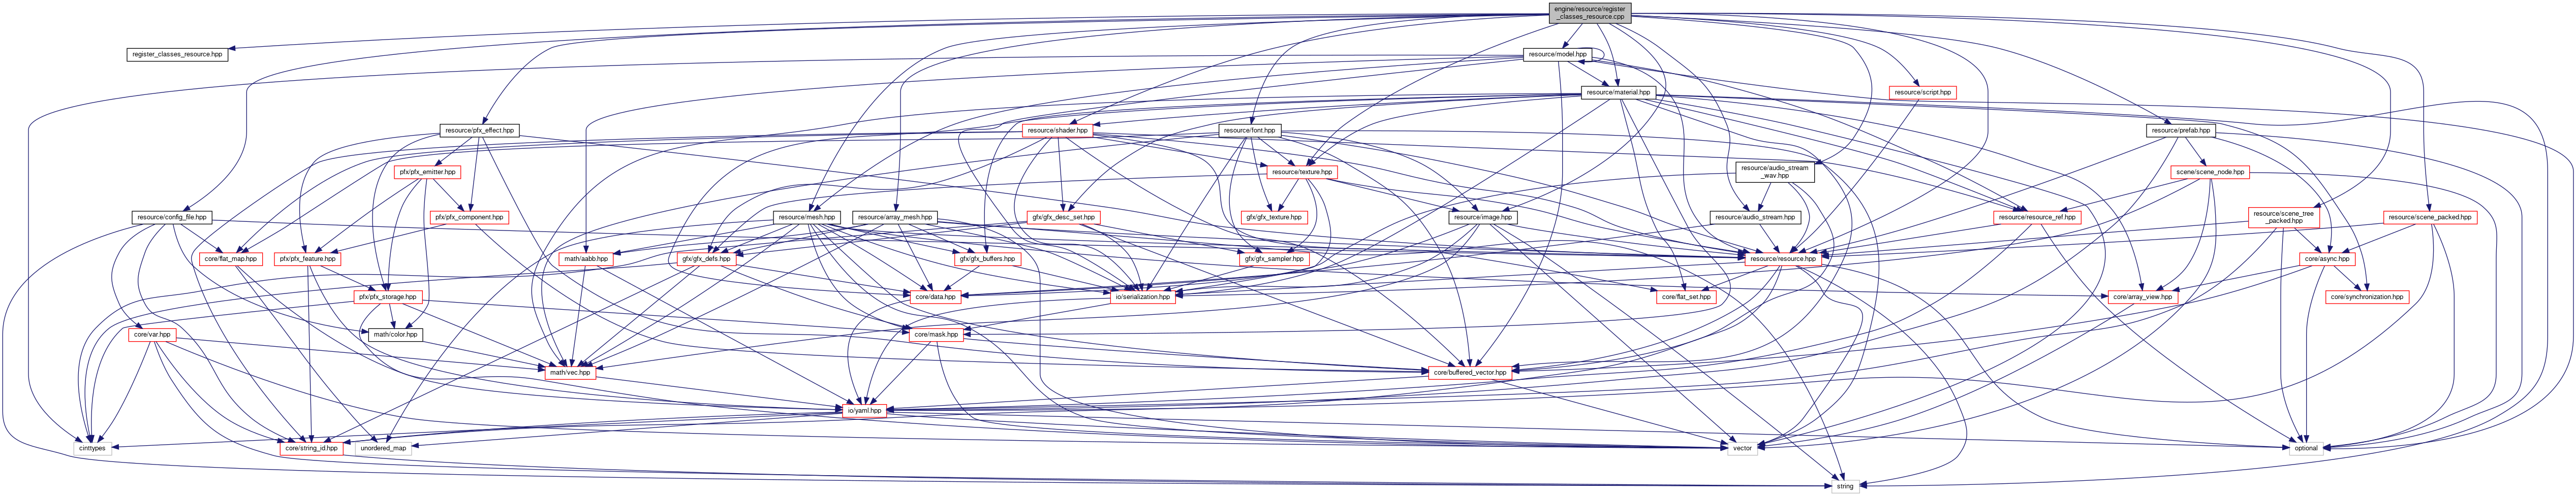 engine/resource/register
_classes_resource.cpp
register_classes_resource.hpp
resource/model.hpp
resource/material.hpp
resource/script.hpp
resource/pfx_effect.hpp
resource/shader.hpp
resource/font.hpp
resource/prefab.hpp
pfx/pfx_emitter.hpp
resource/texture.hpp
resource/audio_stream
_wav.hpp
scene/scene_node.hpp
resource/config_file.hpp
pfx/pfx_component.hpp
resource/mesh.hpp
resource/array_mesh.hpp
gfx/gfx_desc_set.hpp
gfx/gfx_texture.hpp
resource/image.hpp
resource/audio_stream.hpp
resource/resource_ref.hpp
resource/scene_tree
_packed.hpp
resource/scene_packed.hpp
core/flat_map.hpp
pfx/pfx_feature.hpp
math/aabb.hpp
gfx/gfx_defs.hpp
gfx/gfx_buffers.hpp
gfx/gfx_sampler.hpp
resource/resource.hpp
core/async.hpp
pfx/pfx_storage.hpp
core/data.hpp
io/serialization.hpp
core/flat_set.hpp
core/array_view.hpp
core/synchronization.hpp
core/var.hpp
math/color.hpp
core/mask.hpp
math/vec.hpp
core/buffered_vector.hpp
io/yaml.hpp
cinttypes
core/string_id.hpp
unordered_map
vector
optional
string